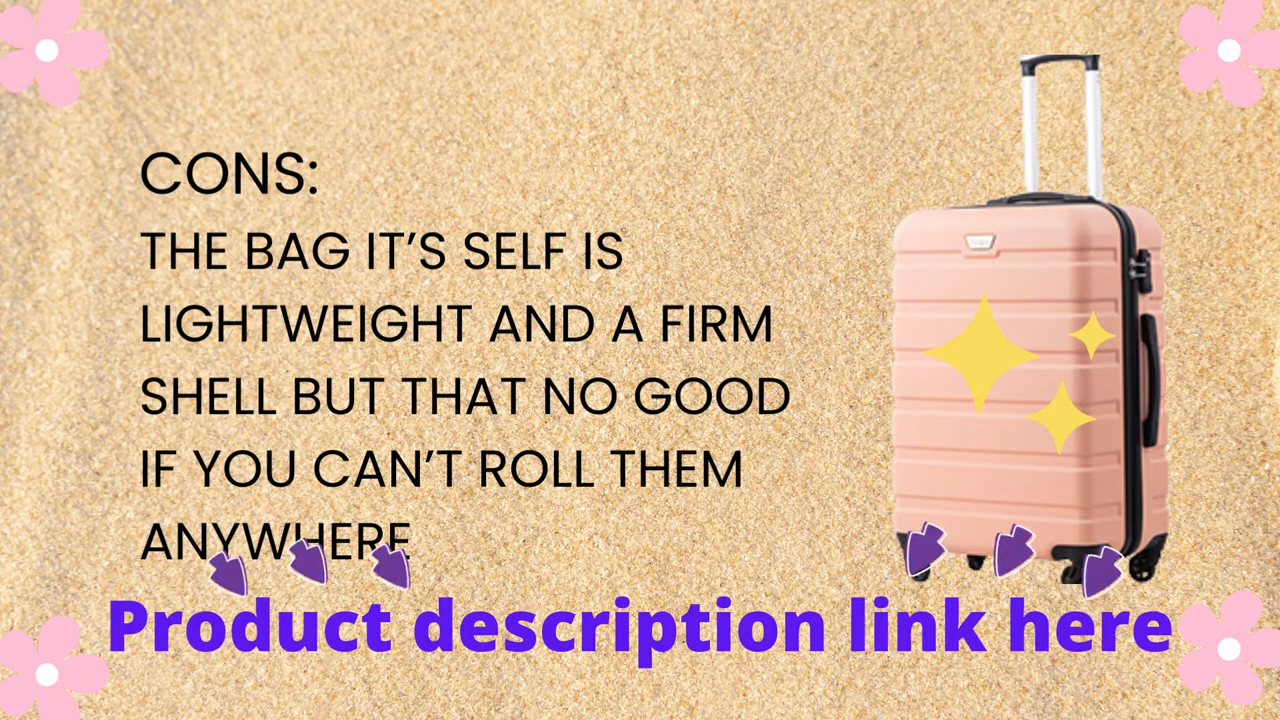 CONS:
THE BAG IT’S SELF IS
LIGHTWEIGHT AND A FIRM
SHELL BUT THAT NO GOOD
IF YOU CAN’T ROLL THEM
ANYWHERE
Product description link here